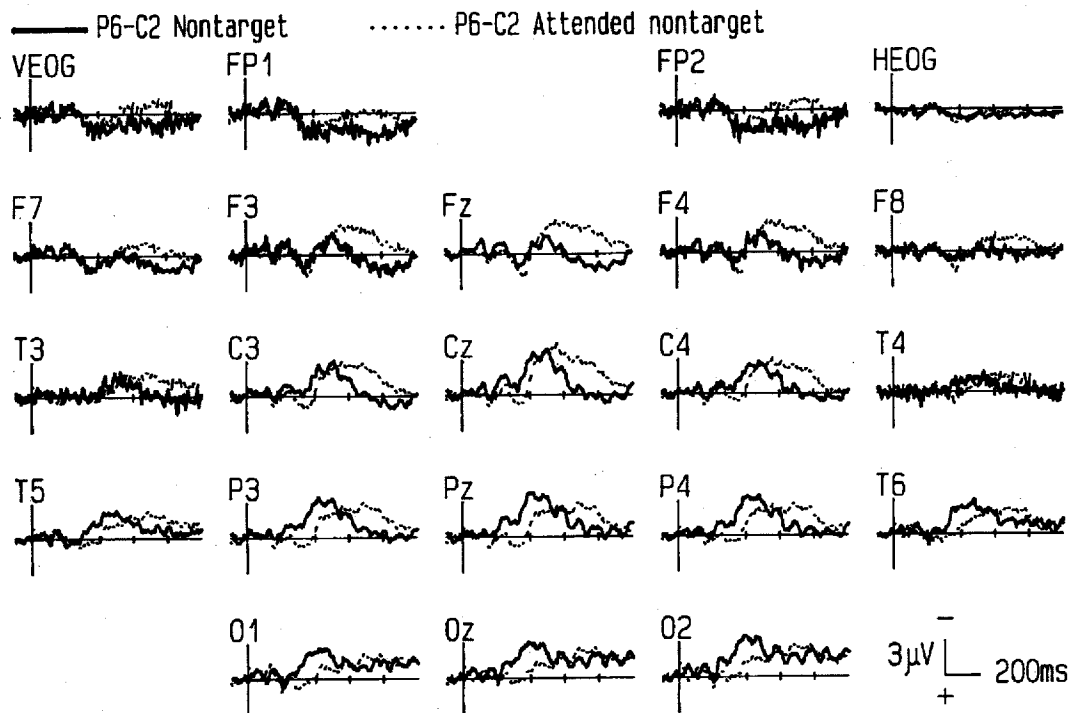 P6-C2 Nontarget P6-C2 Attended nontarget
VEOG FP1 FP2 HEOG
F7 F3 Fz F4 F8
T3 C3 Cz C4 T4
T5 P3 Pz P4 T6
O1 Oz O2
−
3μV 200ms
+